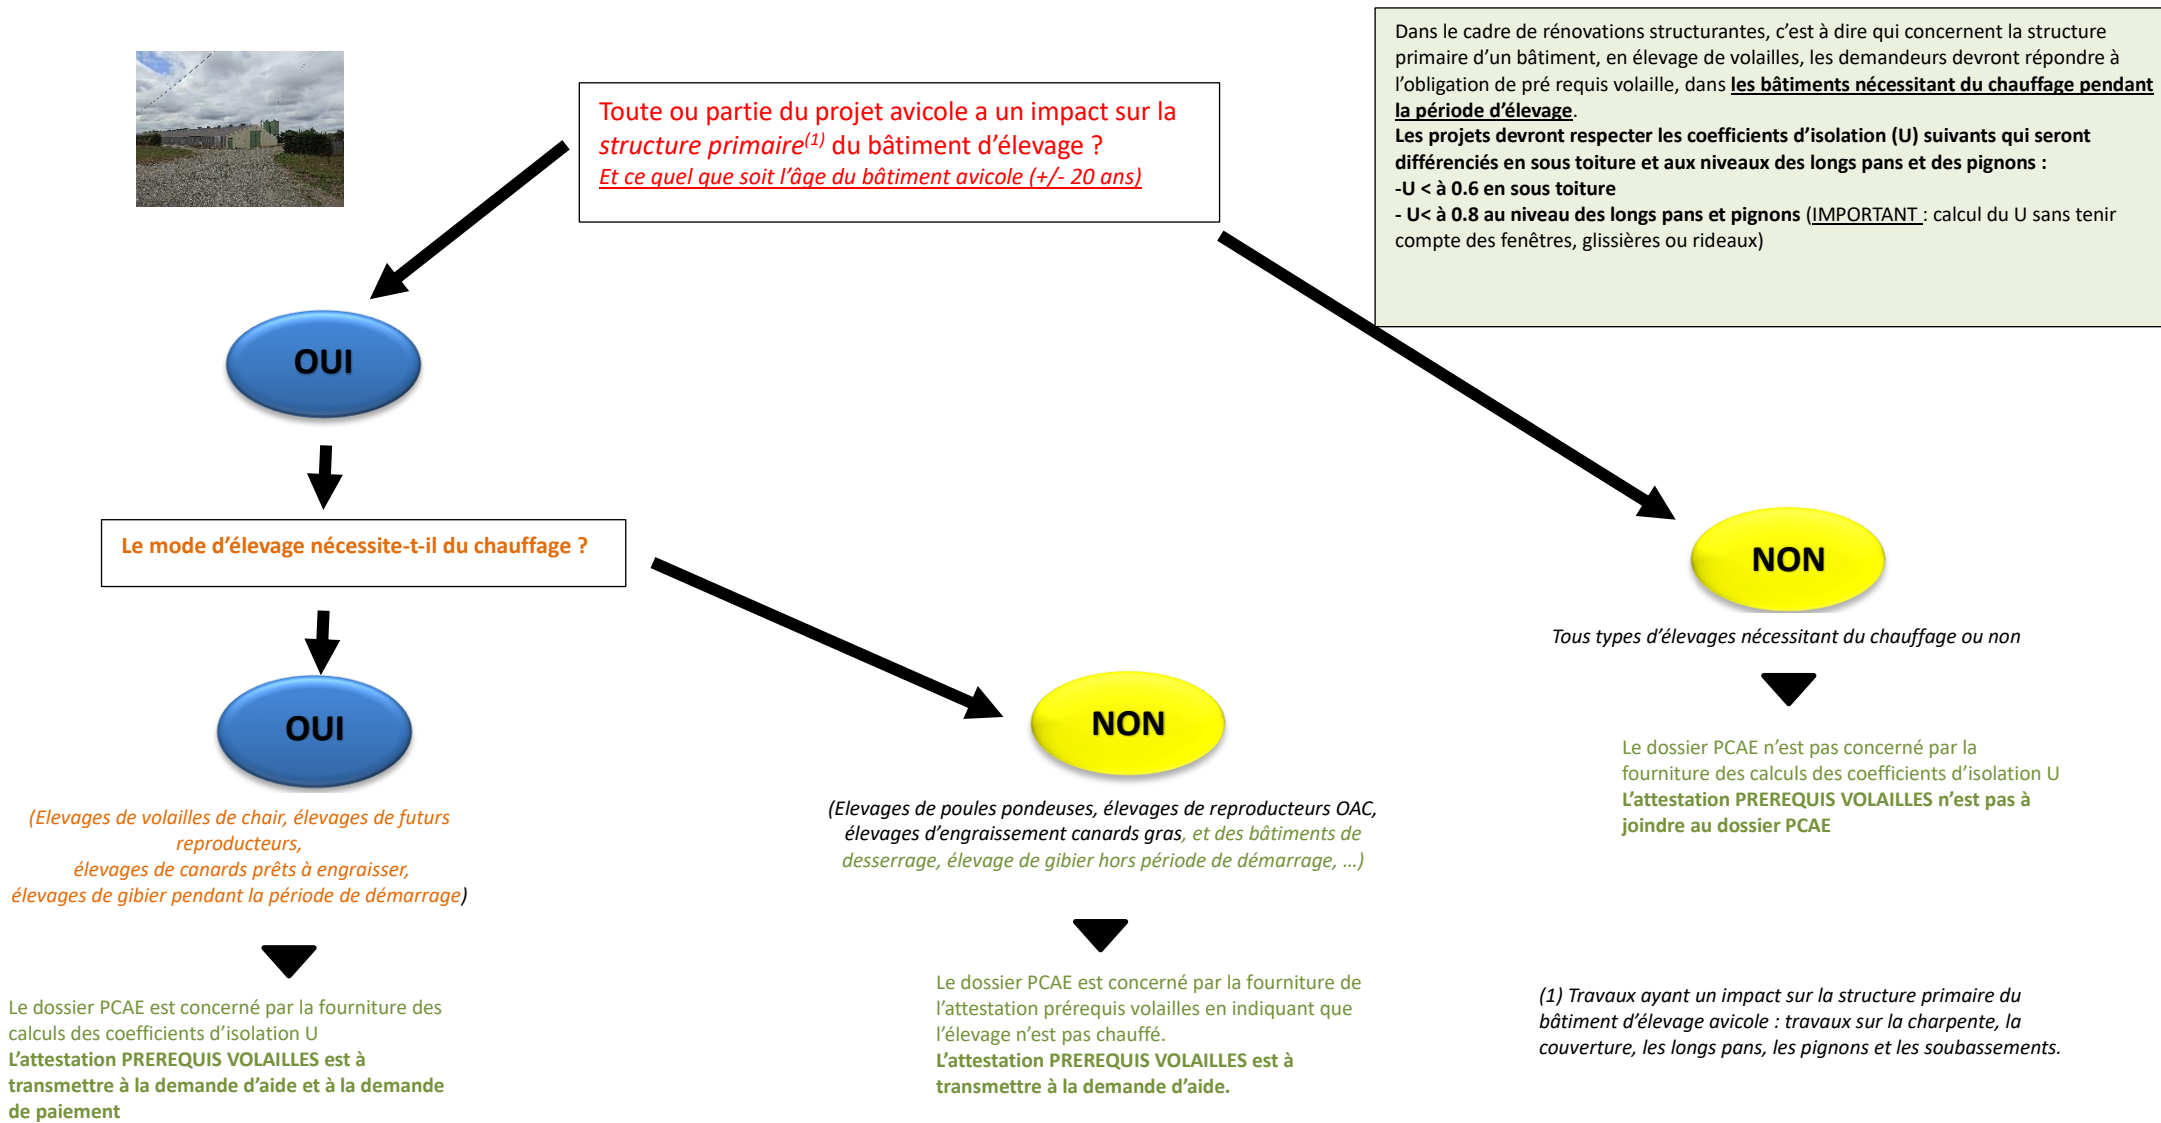 Dans le cadre de rénovations structurantes, c’est à dire qui concernent la structure
primaire d’un bâtiment, en élevage de volailles, les demandeurs devront répondre à
l’obligation de pré requis volaille, dans les bâtiments nécessitant du chauffage pendant
la période d’élevage.
Les projets devront respecter les coefficients d’isolation (U) suivants qui seront
différenciés en sous toiture et aux niveaux des longs pans et des pignons :
-U < à 0.6 en sous toiture
- U< à 0.8 au niveau des longs pans et pignons (IMPORTANT : calcul du U sans tenir
compte des fenêtres, glissières ou rideaux)
Toute ou partie du projet avicole a un impact sur la
structure primaire(1) du bâtiment d’élevage ?
Et ce quel que soit l’âge du bâtiment avicole (+/- 20 ans)
OUI
Le mode d’élevage nécessite-t-il du chauffage ?
NON
Tous types d’élevages nécessitant du chauffage ou non
Le dossier PCAE n’est pas concerné par la
fourniture des calculs des coefficients d’isolation U
L’attestation PREREQUIS VOLAILLES n’est pas à
joindre au dossier PCAE
OUI
(Elevages de volailles de chair, élevages de futurs
reproducteurs,
élevages de canards prêts à engraisser,
élevages de gibier pendant la période de démarrage)
Le dossier PCAE est concerné par la fourniture des
calculs des coefficients d’isolation U
L’attestation PREREQUIS VOLAILLES est à
transmettre à la demande d’aide et à la demande
de paiement
NON
(Elevages de poules pondeuses, élevages de reproducteurs OAC,
élevages d’engraissement canards gras, et des bâtiments de
desserrage, élevage de gibier hors période de démarrage, …)
Le dossier PCAE est concerné par la fourniture de
l’attestation prérequis volailles en indiquant que
l’élevage n’est pas chauffé.
L’attestation PREREQUIS VOLAILLES est à
transmettre à la demande d’aide.
(1) Travaux ayant un impact sur la structure primaire du
bâtiment d’élevage avicole : travaux sur la charpente, la
couverture, les longs pans, les pignons et les soubassements.